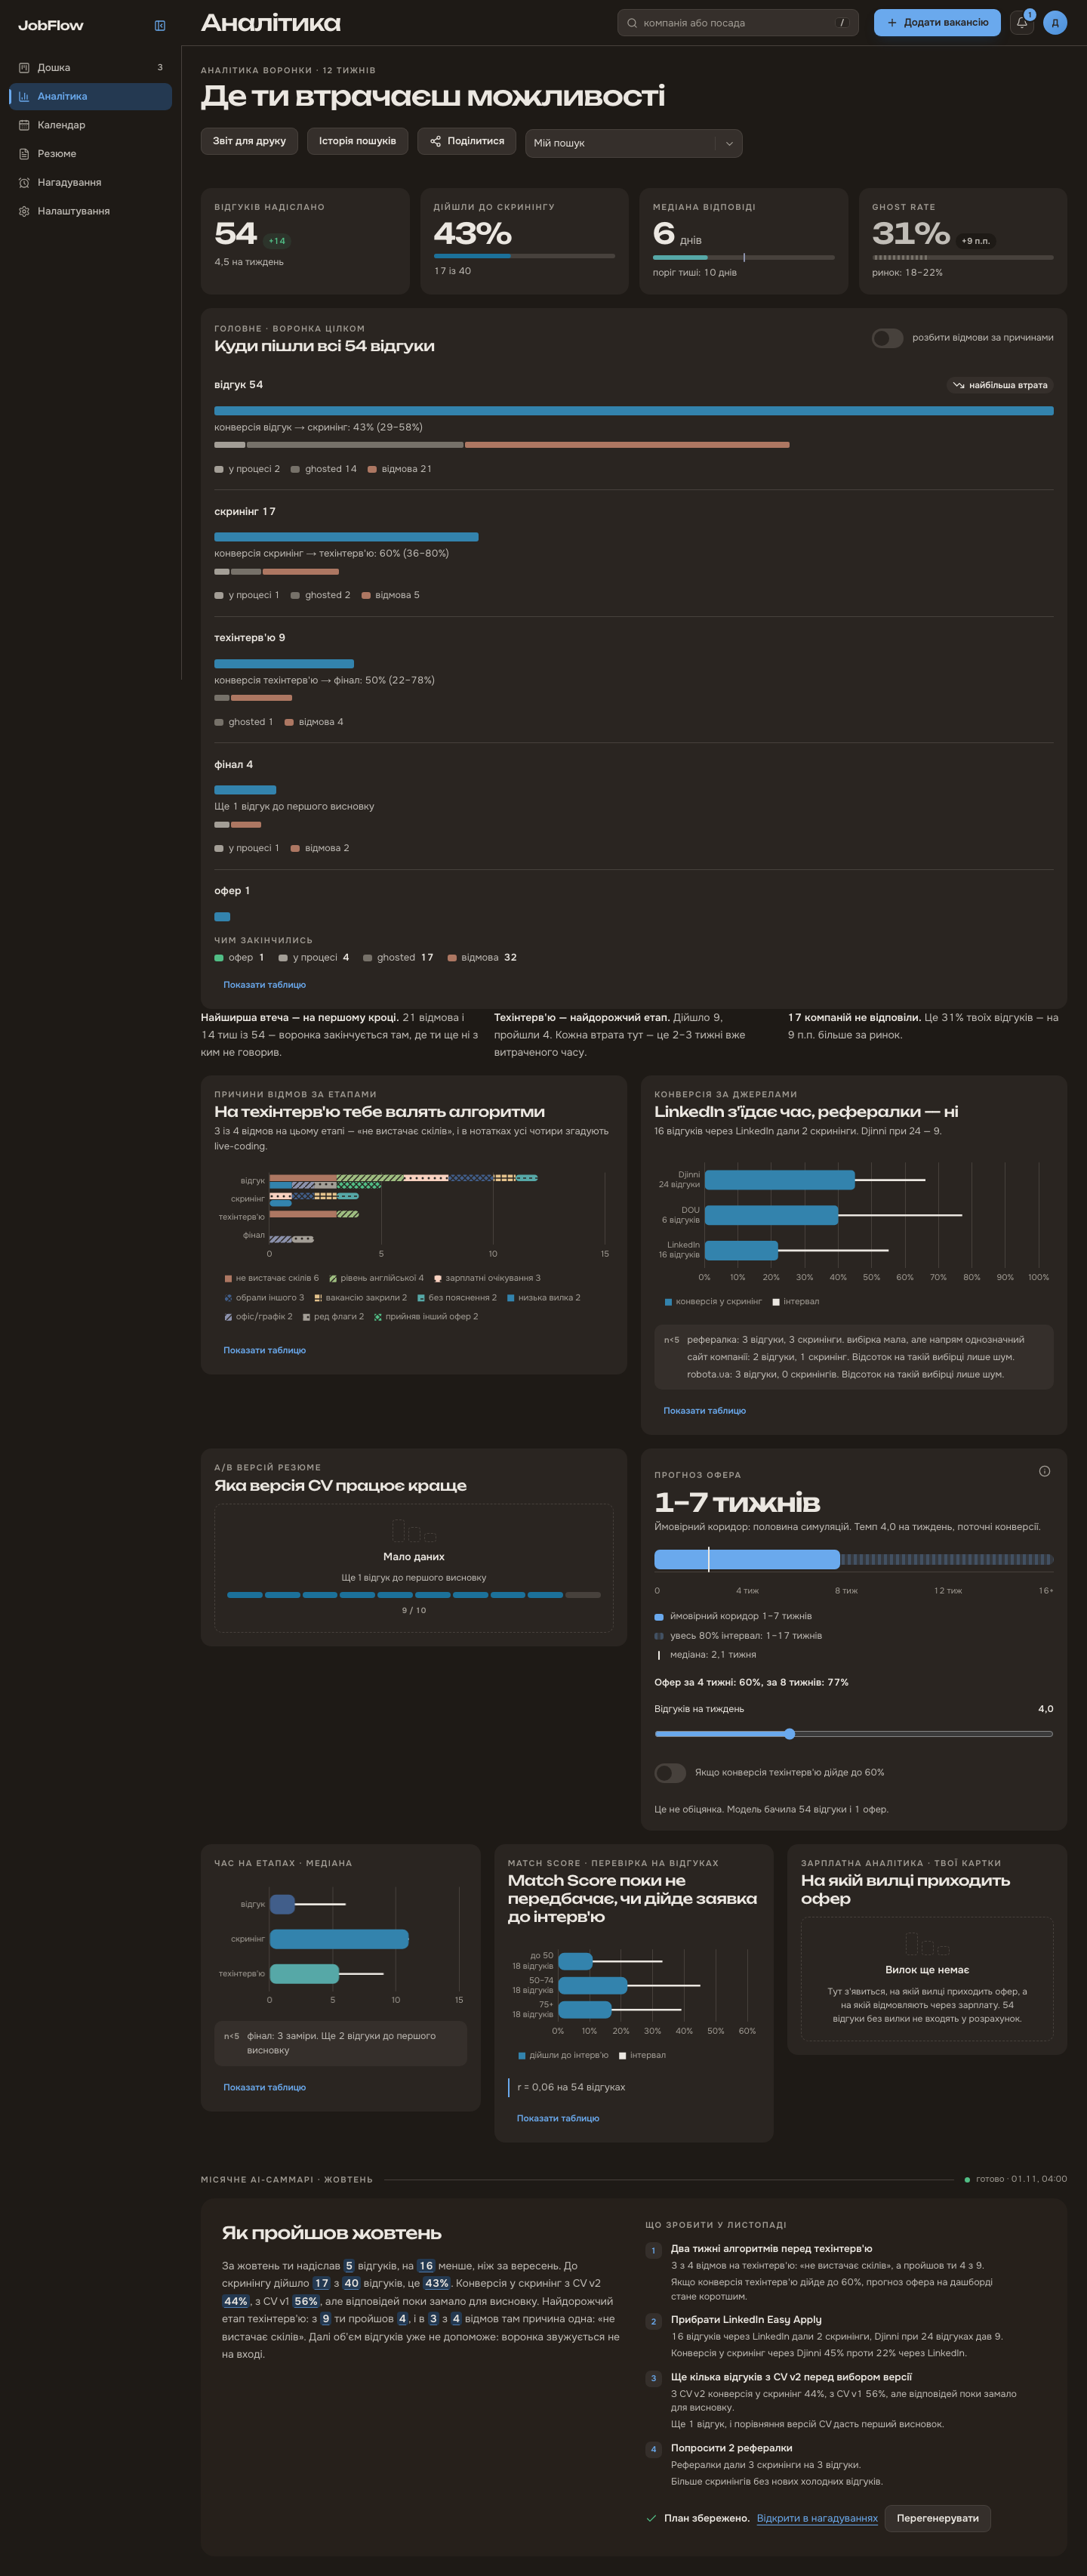 JobFlow
Аналітика
компанія або посада
/
Додати вакансію
1
Д
Дошка
3
Аналітика
Календар
Резюме
Нагадування
Налаштування
АНАЛІТИКА ВОРОНКИ · 12 ТИЖНІВ
Де ти втрачаєш можливості
Звіт для друку
Історія пошуків
Поділитися
Мій пошук
ВІДГУКІВ НАДІСЛАНО
54 +14
4,5 на тиждень
ДІЙШЛИ ДО СКРИНІНГУ
43%
17 із 40
МЕДІАНА ВІДПОВІДІ
6 днів
поріг тиші: 10 днів
GHOST RATE
31% +9 п.п.
ринок: 18–22%
ГОЛОВНЕ · ВОРОНКА ЦІЛКОМ
Куди пішли всі 54 відгуки
розбити відмови за причинами
відгук 54
найбільша втрата
конверсія відгук → скринінг: 43% (29–58%)
у процесі 2 ghosted 14 відмова 21
скринінг 17
конверсія скринінг → техінтерв'ю: 60% (36–80%)
у процесі 1 ghosted 2 відмова 5
техінтерв'ю 9
конверсія техінтерв'ю → фінал: 50% (22–78%)
ghosted 1 відмова 4
фінал 4
Ще 1 відгук до першого висновку
у процесі 1 відмова 2
офер 1
ЧИМ ЗАКІНЧИЛИСЬ
офер 1 у процесі 4 ghosted 17 відмова 32
Показати таблицю
Найширша втеча — на першому кроці. 21 відмова і
14 тиш із 54 — воронка закінчується там, де ти ще ні з
ким не говорив.
Техінтерв'ю — найдорожчий етап. Дійшло 9,
пройшли 4. Кожна втрата тут — це 2–3 тижні вже
витраченого часу.
17 компаній не відповіли. Це 31% твоїх відгуків — на
9 п.п. більше за ринок.
ПРИЧИНИ ВІДМОВ ЗА ЕТАПАМИ
На техінтерв'ю тебе валять алгоритми
3 із 4 відмов на цьому етапі — «не вистачає скілів», і в нотатках усі чотири згадують
live-coding.
відгук
скринінг
техінтерв'ю
фінал
0 5 10 15
не вистачає скілів 6 рівень англійської 4 зарплатні очікування 3
обрали іншого 3 вакансію закрили 2 без пояснення 2 низька вилка 2
офіс/графік 2 ред флаги 2 прийняв інший офер 2
Показати таблицю
КОНВЕРСІЯ ЗА ДЖЕРЕЛАМИ
LinkedIn з'їдає час, рефералки — ні
16 відгуків через LinkedIn дали 2 скринінги. Djinni при 24 — 9.
Djinni
24 відгуки
DOU
6 відгуків
LinkedIn
16 відгуків
0% 10% 20% 30% 40% 50% 60% 70% 80% 90% 100%
конверсія у скринінг інтервал
n<5 рефералка: 3 відгуки, 3 скринінги. вибірка мала, але напрям однозначний
сайт компанії: 2 відгуки, 1 скринінг. Відсоток на такій вибірці лише шум.
robota.ua: 3 відгуки, 0 скринінгів. Відсоток на такій вибірці лише шум.
Показати таблицю
A/B ВЕРСІЙ РЕЗЮМЕ
Яка версія CV працює краще
Мало даних
Ще 1 відгук до першого висновку
9 / 10
ПРОГНОЗ ОФЕРА
1–7 тижнів
Ймовірний коридор: половина симуляцій. Темп 4,0 на тиждень, поточні конверсії.
0 4 тиж 8 тиж 12 тиж 16+
ймовірний коридор 1–7 тижнів
увесь 80% інтервал: 1–17 тижнів
медіана: 2,1 тижня
Офер за 4 тижні: 60%, за 8 тижнів: 77%
Відгуків на тиждень 4,0
Якщо конверсія техінтерв'ю дійде до 60%
Це не обіцянка. Модель бачила 54 відгуки і 1 офер.
ЧАС НА ЕТАПАХ · МЕДІАНА
відгук
скринінг
техінтерв'ю
0 5 10 15
n<5 фінал: 3 заміри. Ще 2 відгуки до першого
висновку
Показати таблицю
MATCH SCORE · ПЕРЕВІРКА НА ВІДГУКАХ
Match Score поки не
передбачає, чи дійде заявка
до інтерв'ю
до 50
18 відгуків
50–74
18 відгуків
75+
18 відгуків
0% 10% 20% 30% 40% 50% 60%
дійшли до інтерв'ю інтервал
r = 0,06 на 54 відгуках
Показати таблицю
ЗАРПЛАТНА АНАЛІТИКА · ТВОЇ КАРТКИ
На якій вилці приходить
офер
Вилок ще немає
Тут з'явиться, на якій вилці приходить офер, а
на якій відмовляють через зарплату. 54
відгуки без вилки не входять у розрахунок.
МІСЯЧНЕ AI-САММАРІ · ЖОВТЕНЬ
готово · 01.11, 04:00
Як пройшов жовтень
За жовтень ти надіслав 5 відгуків, на 16 менше, ніж за вересень. До
скринінгу дійшло 17 з 40 відгуків, це 43%. Конверсія у скринінг з CV v2
44%, з CV v1 56%, але відповідей поки замало для висновку. Найдорожчий
етап техінтерв'ю: з 9 ти пройшов 4, і в 3 з 4 відмов там причина одна: «не
вистачає скілів». Далі об'єм відгуків уже не допоможе: воронка звужується не
на вході.
ЩО ЗРОБИТИ У ЛИСТОПАДІ
1 Два тижні алгоритмів перед техінтерв'ю
3 з 4 відмов на техінтерв'ю: «не вистачає скілів», а пройшов ти 4 з 9.
Якщо конверсія техінтерв'ю дійде до 60%, прогноз офера на дашборді
стане коротшим.
2 Прибрати LinkedIn Easy Apply
16 відгуків через LinkedIn дали 2 скринінги, Djinni при 24 відгуках дав 9.
Конверсія у скринінг через Djinni 45% проти 22% через LinkedIn.
3 Ще кілька відгуків з CV v2 перед вибором версії
З CV v2 конверсія у скринінг 44%, з CV v1 56%, але відповідей поки замало
для висновку.
Ще 1 відгук, і порівняння версій CV дасть перший висновок.
4 Попросити 2 рефералки
Рефералки дали 3 скринінги на 3 відгуки.
Більше скринінгів без нових холодних відгуків.
План збережено. Відкрити в нагадуваннях Перегенерувати